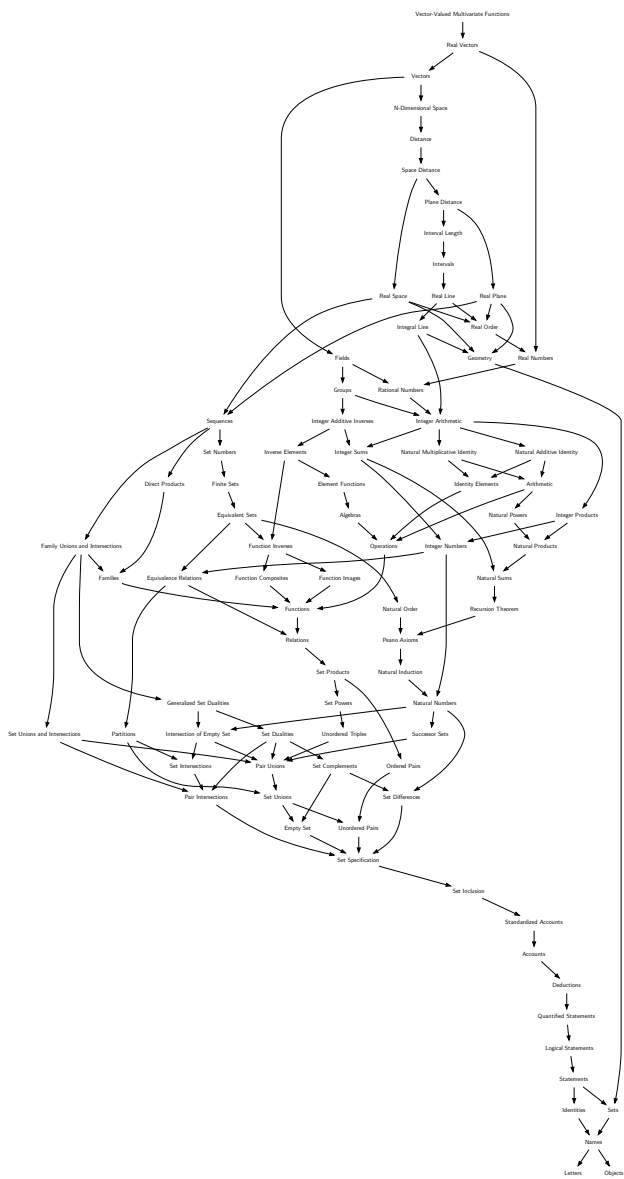 Vector-Valued Multivariate Functions
Real Vectors
Vectors
N-Dimensional Space
Distance
Space Distance
Plane Distance
Interval Length
Intervals
Real Space Real Line Real Plane
Integral Line Real Order
Fields Geometry Real Numbers
Groups Rational Numbers
Sequences Integer Additive Inverses Integer Arithmetic
Set Numbers Inverse Elements Integer Sums Natural Multiplicative Identity Natural Additive Identity
Direct Products Finite Sets Element Functions Identity Elements Arithmetic
Equivalent Sets Algebras Natural Powers Integer Products
Family Unions and Intersections Function Inverses Operations Integer Numbers Natural Products
Families Equivalence Relations Function Composites Function Images Natural Sums
Functions Natural Order Recursion Theorem
Relations Peano Axioms
Set Products Natural Induction
Generalized Set Dualities Set Powers Natural Numbers
Set Unions and Intersections Partitions Intersection of Empty Set Set Dualities Unordered Triples Successor Sets
Set Intersections Pair Unions Set Complements Ordered Pairs
Pair Intersections Set Unions Set Differences
Empty Set Unordered Pairs
Set Specification
Set Inclusion
Standardized Accounts
Accounts
Deductions
Quantified Statements
Logical Statements
Statements
Identities Sets
Names
Letters Objects